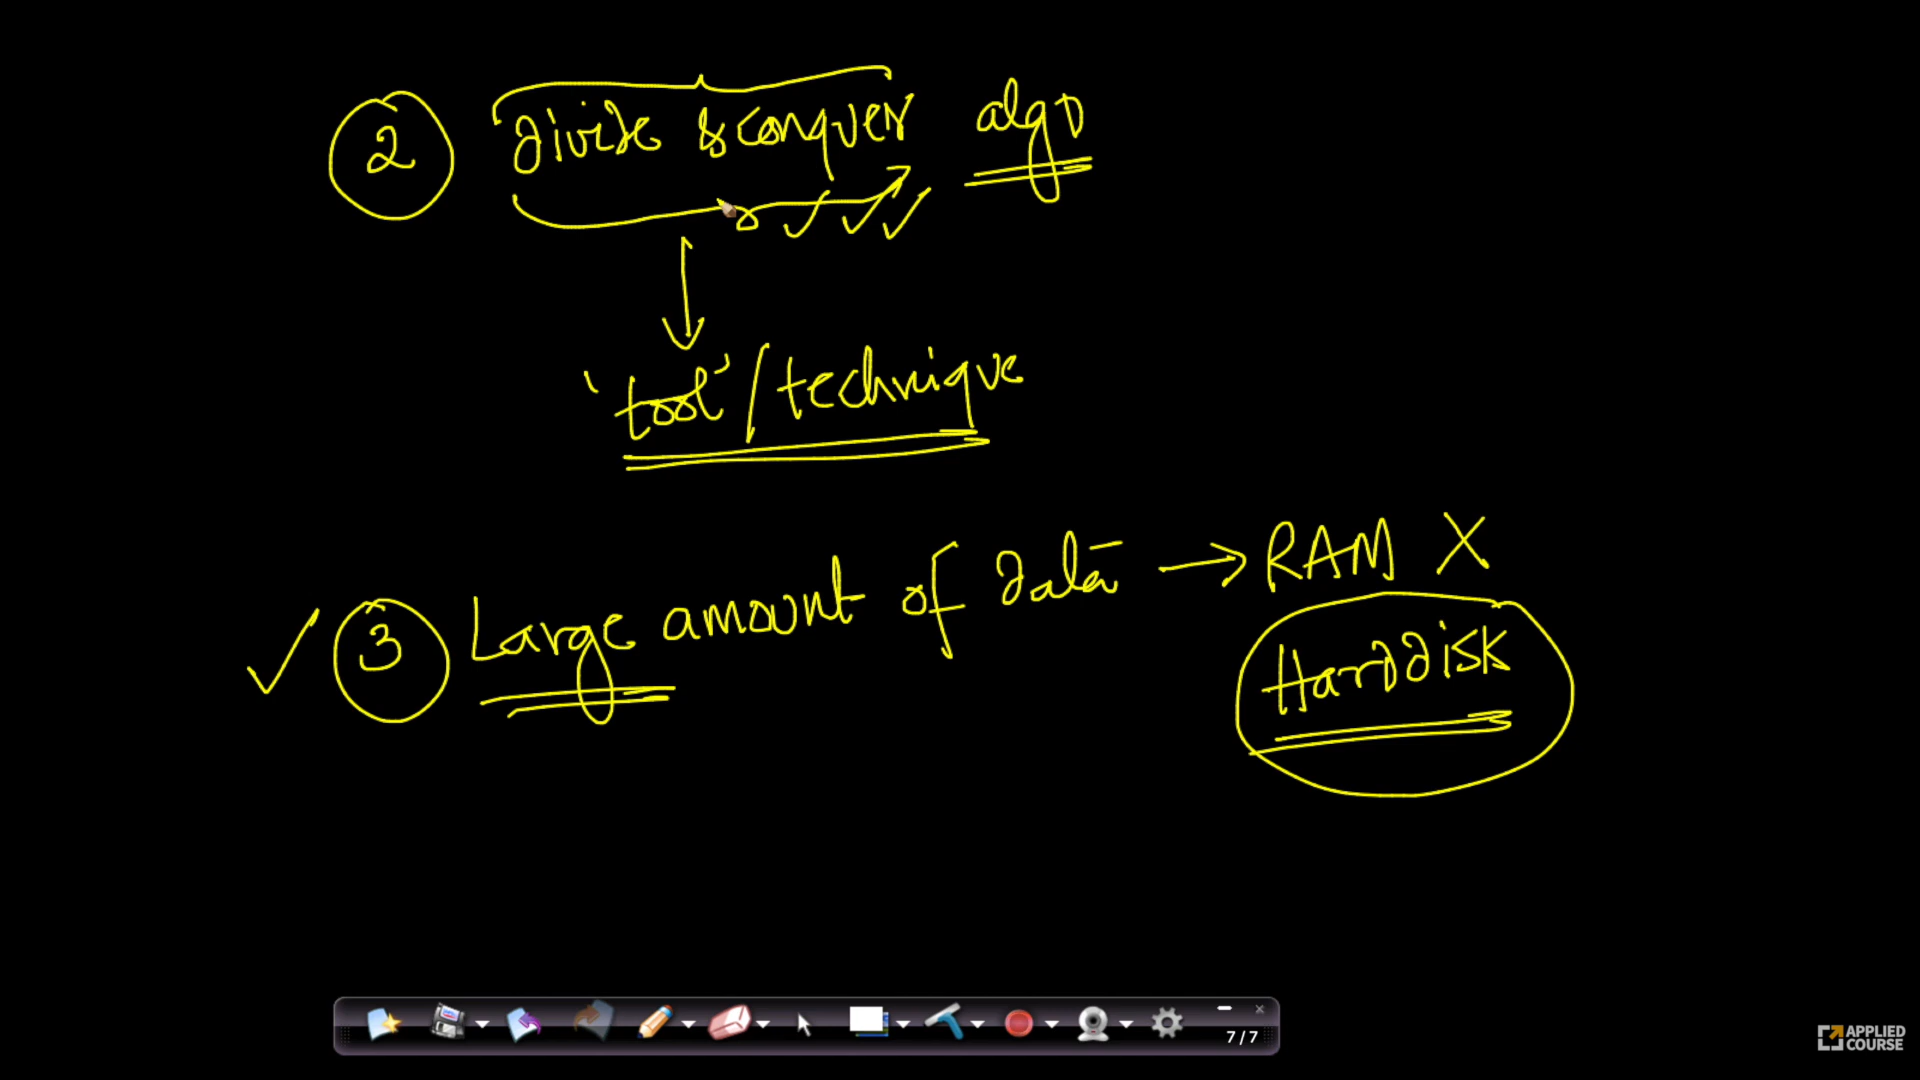 2 divide & conquer algo
'tool' / technique
3 Large amount of data → RAM X
Harddisk
7/7
APPLIED
COURSE